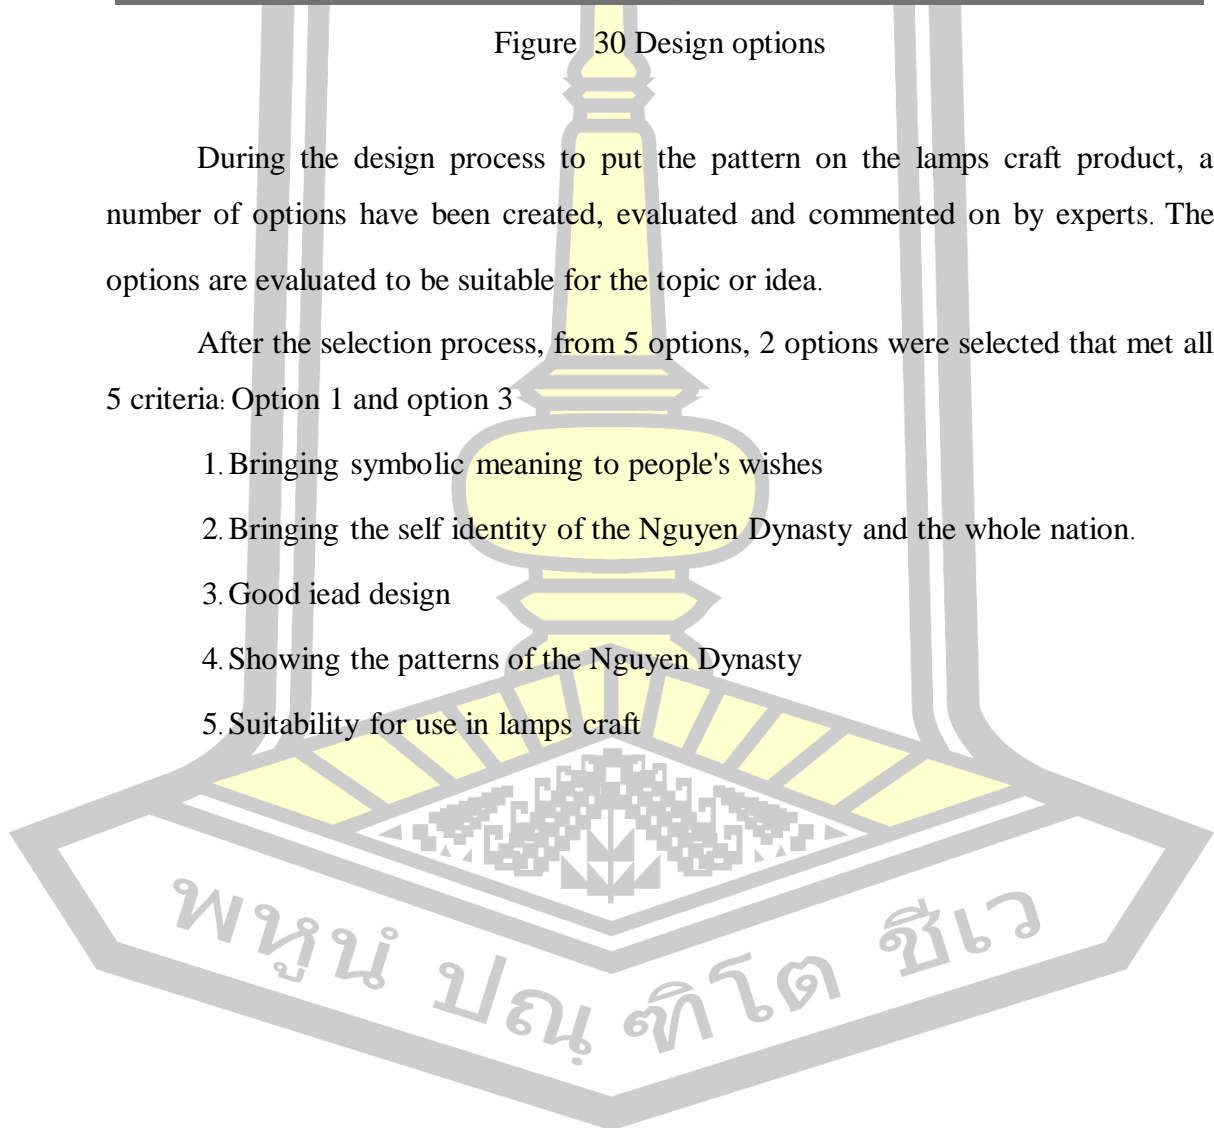 Figure 30 Design options
During the design process to put the pattern on the lamps craft product, a
number of options have been created, evaluated and commented on by experts. The
options are evaluated to be suitable for the topic or idea.
After the selection process, from 5 options, 2 options were selected that met all
5 criteria: Option 1 and option 3
1. Bringing symbolic meaning to people's wishes
2. Bringing the self identity of the Nguyen Dynasty and the whole nation.
3. Good iead design
4. Showing the patterns of the Nguyen Dynasty
5. Suitability for use in lamps craft
พหูนํ ปณฺฑิโต ชีเว